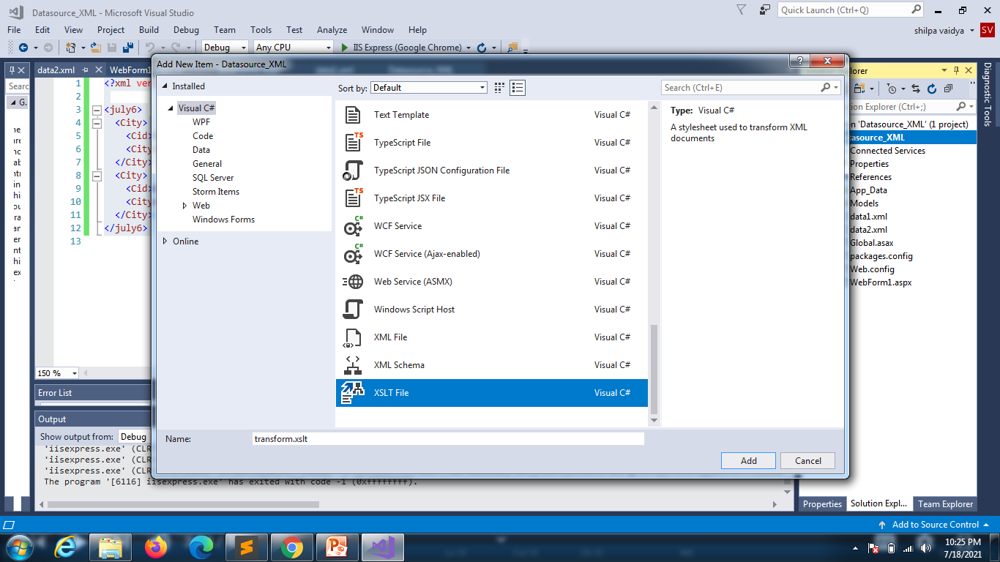 Datasource_XML - Microsoft Visual Studio
Quick Launch (Ctrl+Q)
File Edit View Project Build Debug Team Tools Test Analyze Window Help
shilpa vaidya SV
Debug Any CPU IIS Express (Google Chrome)
data2.xml WebForm1
Searc
G.
1 <?xml ver
2
3 <july6>
4 <City>
5 <Cid>
6 <City
7 </City>
8 <City>
9 <Cid>
10 <City
11 </City>
12 </july6>
13
150 %
Add New Item - Datasource_XML
Installed
Visual C#
WPF
Code
Data
General
SQL Server
Storm Items
Web
Windows Forms
Online
Sort by: Default
Search (Ctrl+E)
Text Template Visual C#
TypeScript File Visual C#
TypeScript JSON Configuration File Visual C#
TypeScript JSX File Visual C#
WCF Service Visual C#
WCF Service (Ajax-enabled) Visual C#
Web Service (ASMX) Visual C#
Windows Script Host Visual C#
XML File Visual C#
XML Schema Visual C#
XSLT File Visual C#
Type: Visual C#
A stylesheet used to transform XML
documents
Name: transform.xslt
Add Cancel
plorer
ion Explorer (Ctrl+;)
n 'Datasource_XML' (1 project)
tasource_XML
Connected Services
Properties
References
App_Data
Models
data1.xml
data2.xml
Global.asax
packages.config
Web.config
WebForm1.aspx
Diagnostic Tools
Error List
Output
Show output from: Debug
'iisexpress.exe' (CLR
'iisexpress.exe' (CLR
'iisexpress.exe' (CLR
The program '[6116] iisexpress.exe' has exited with code -1 (0xffffffff).
Properties Solution Expl... Team Explorer
Add to Source Control
10:25 PM
7/18/2021